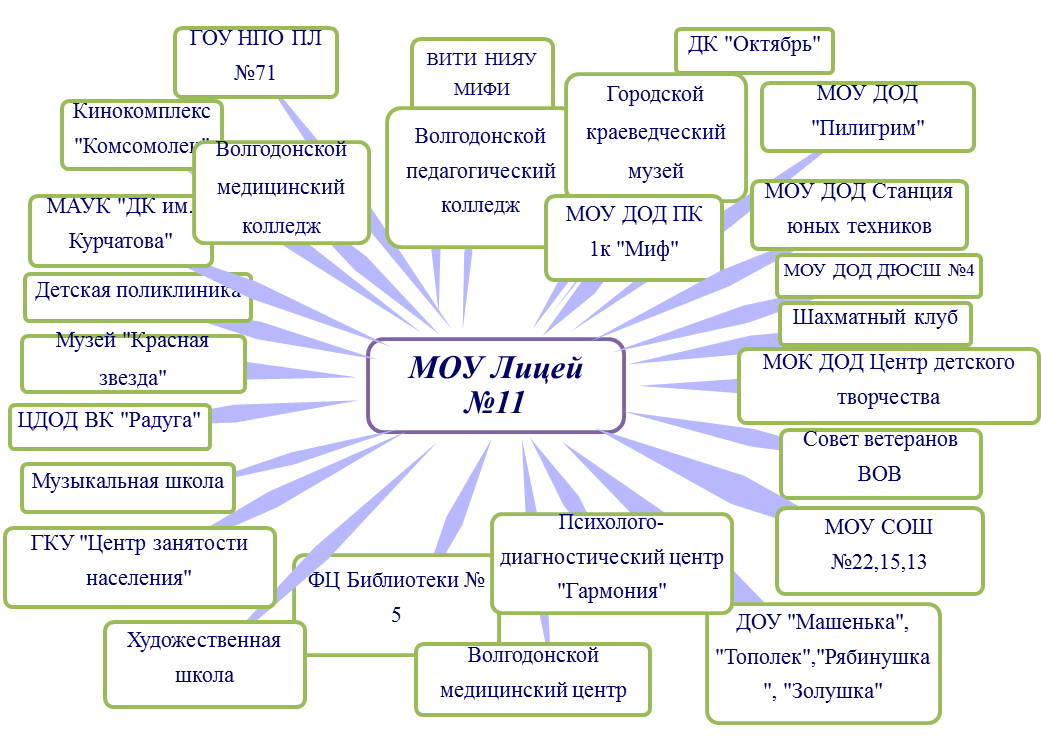 ГОУ НПО ПЛ
№71
ВИТИ НИЯУ
МИФИ
ДК "Октябрь"
Кинокомплекс
"Комсомолец"
Волгодонской
медицинский
колледж
Волгодонской
педагогический
колледж
Городской
краеведческий
музей
МОУ ДОД
"Пилигрим"
МАУК "ДК им.
Курчатова"
МОУ ДОД ПК
1к "Миф"
МОУ ДОД Станция
юных техников
Детская поликлиника
МОУ ДОД ДЮСШ №4
Шахматный клуб
Музей "Красная
звезда"
МОУ Лицей
№11
МОК ДОД Центр детского
творчества
ЦДОД ВК "Радуга"
Совет ветеранов
ВОВ
Музыкальная школа
МОУ СОШ
№22,15,13
ГКУ "Центр занятости
населения"
ФЦ Библиотеки №
5
Психолого-
диагностический центр
"Гармония"
Художественная
школа
Волгодонской
медицинский центр
ДОУ "Машенька",
"Тополек","Рябинушка
", "Золушка"